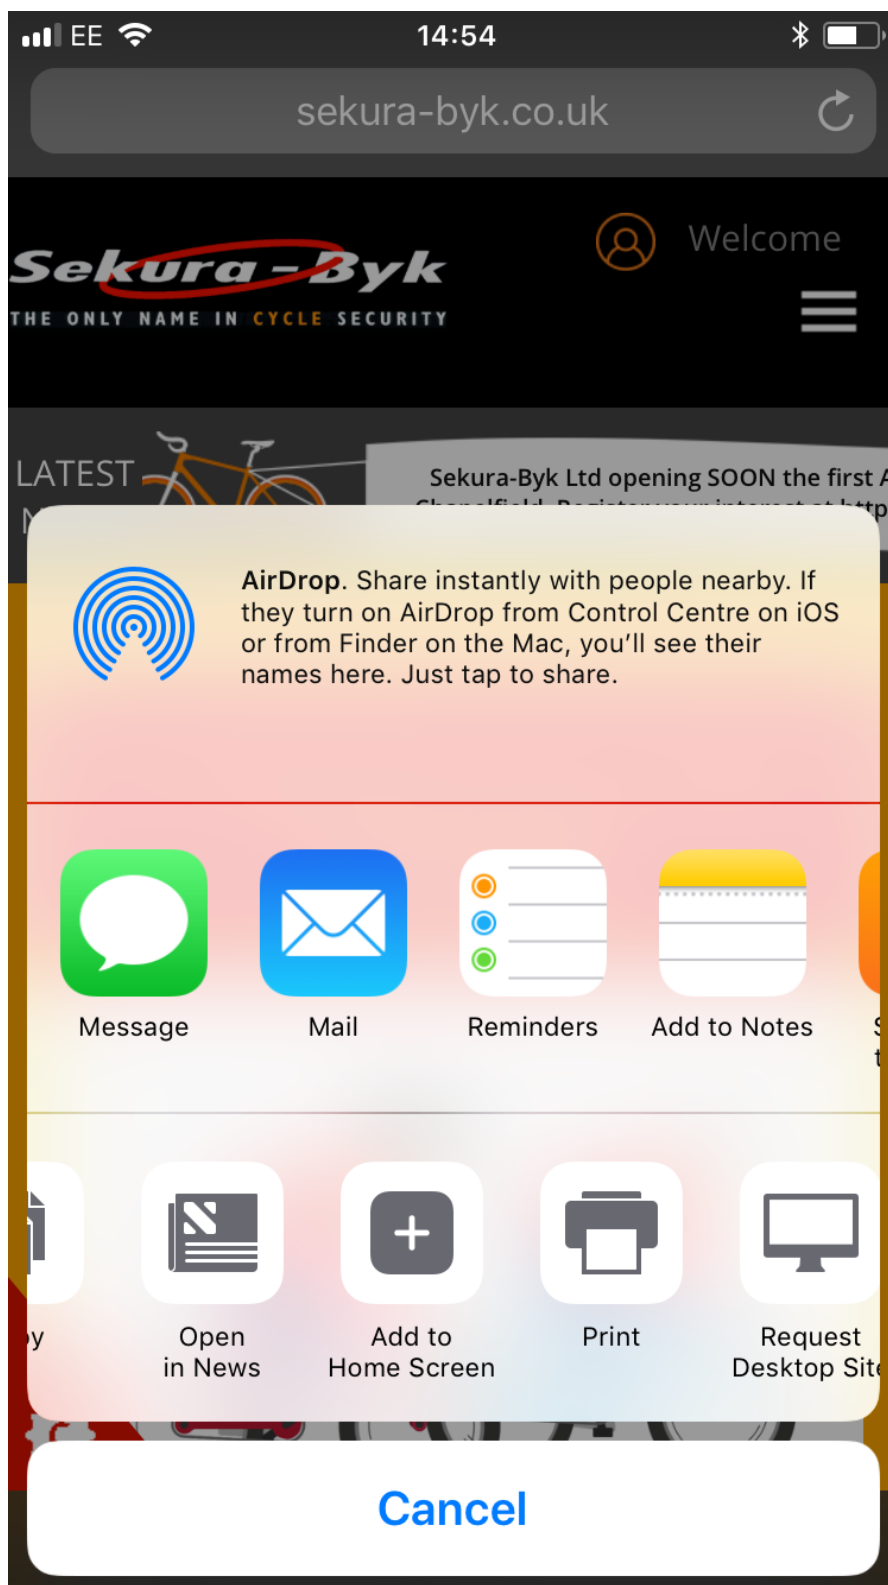 EE 14:54
sekura-byk.co.uk
Welcome
Sekura-Byk
THE ONLY NAME IN CYCLE SECURITY
LATEST
Sekura-Byk Ltd opening SOON the first A
AirDrop. Share instantly with people nearby. If
they turn on AirDrop from Control Centre on iOS
or from Finder on the Mac, you’ll see their
names here. Just tap to share.
Message Mail Reminders Add to Notes
Open Add to Print Request
in News Home Screen Desktop Site
Cancel